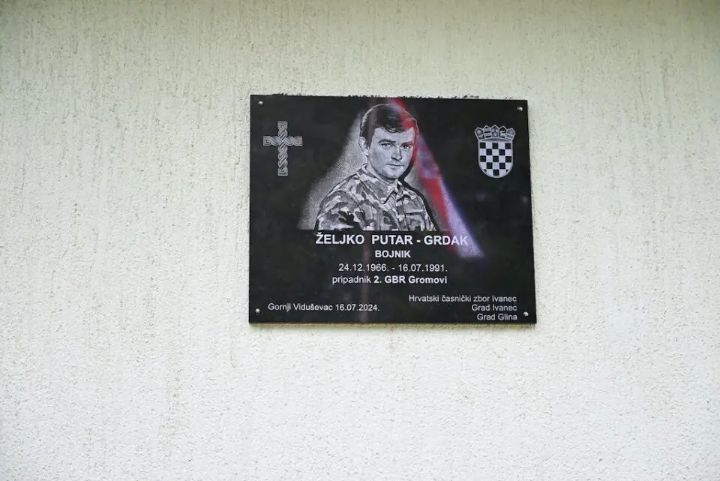 ŽELJKO PUTAR - GRDAK
BOJNIK
24.12.1966. - 16.07.1991.
pripadnik 2. GBR Gromovi
Gornji Viduševac 16.07.2024.
Hrvatski časnički zbor Ivanec
Grad Ivanec
Grad Glina